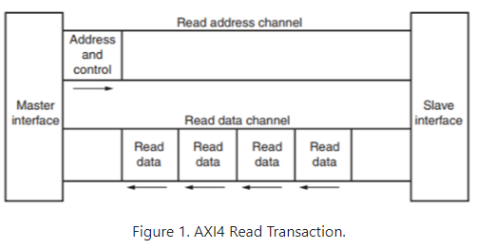 Read address channel
Address
and
control
Master
interface
Slave
interface
Read data channel
Read
data
Read
data
Read
data
Read
data
Figure 1. AXI4 Read Transaction.